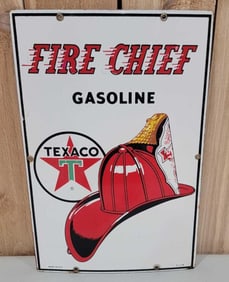 FIRE CHIEF
GASOLINE
TEXACO
T